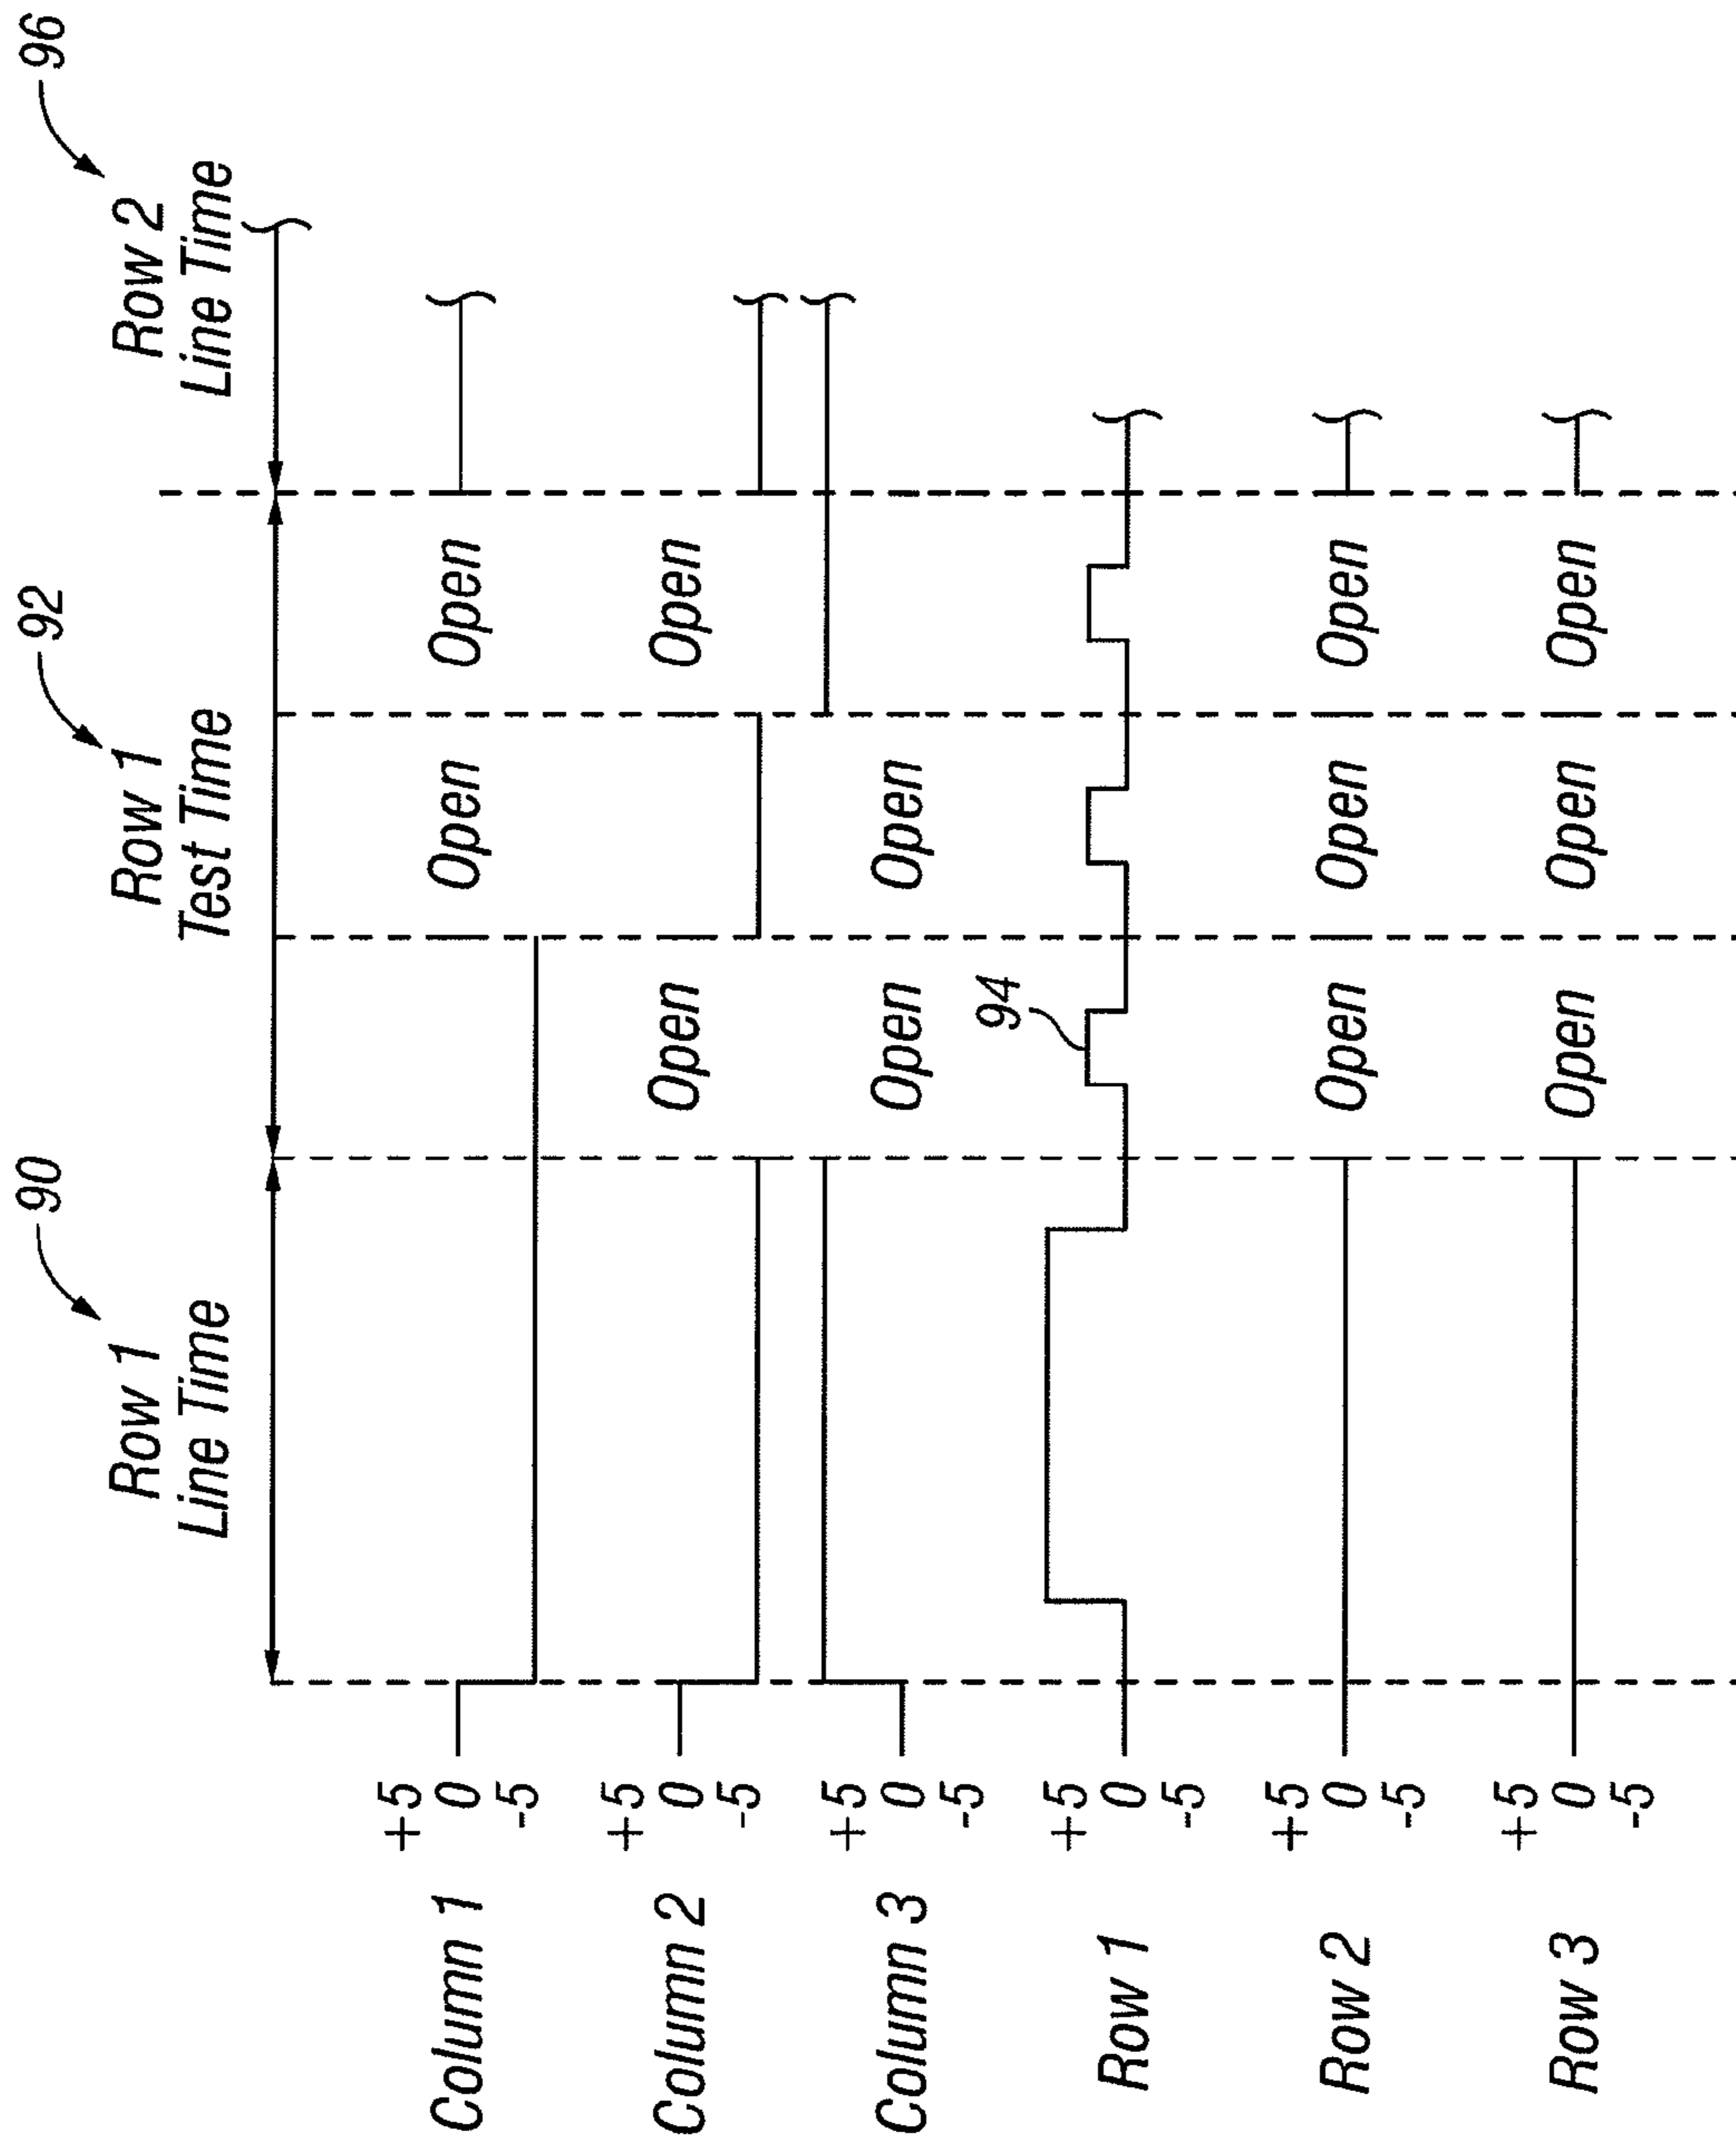 90
92
96
Row 1
Line Time
Row 1
Test Time
Row 2
Line Time
Column 1
+5
0
-5
Open
Open
Column 2
+5
0
-5
Open
Open
Column 3
+5
0
-5
Open
Open
94
Row 1
+5
0
-5
Row 2
+5
0
-5
Open
Open
Open
Row 3
+5
0
-5
Open
Open
Open